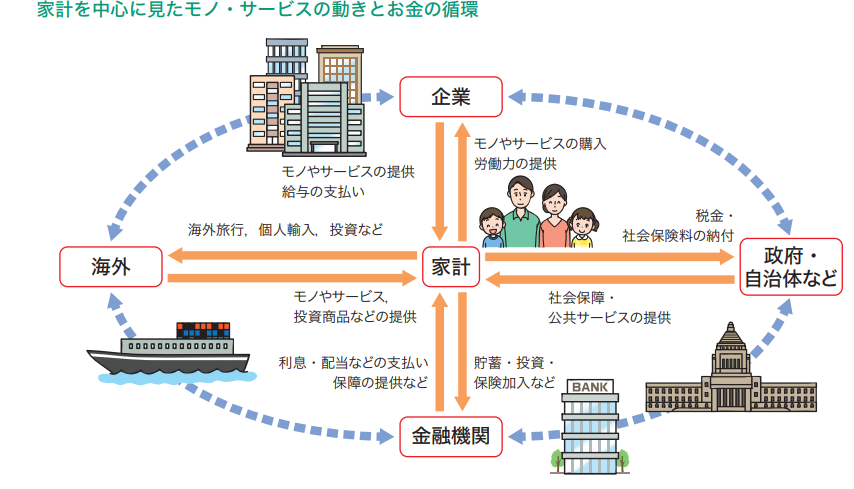 家計を中心に見たモノ・サービスの動きとお金の循環
企業
モノやサービスの購入
労働力の提供
モノやサービスの提供
給与の支払い
税金・
社会保険料の納付
海外旅行，個人輸入，投資など
海外
家計
政府・
自治体など
モノやサービス，
投資商品などの提供
社会保障・
公共サービスの提供
利息・配当などの支払い
保障の提供など
貯蓄・投資・
保険加入など
BANK
金融機関